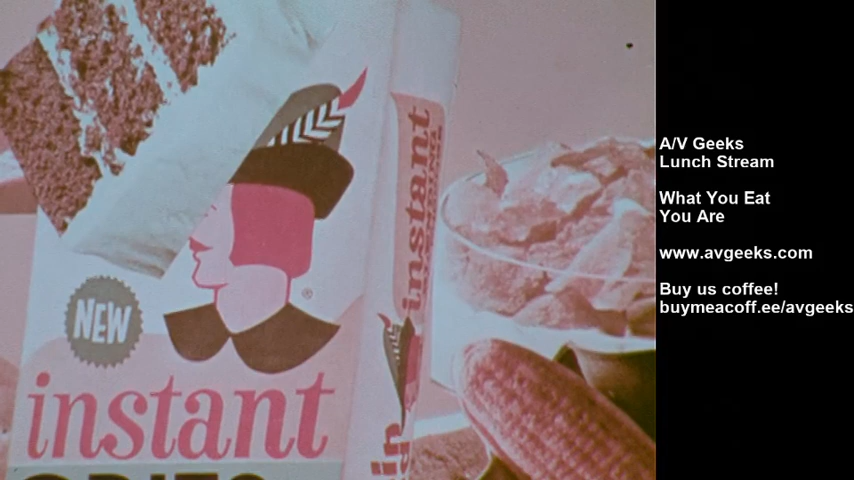 NEW
instant
instant
A/V Geeks
Lunch Stream
What You Eat
You Are
www.avgeeks.com
Buy us coffee!
buymeacoff.ee/avgeeks